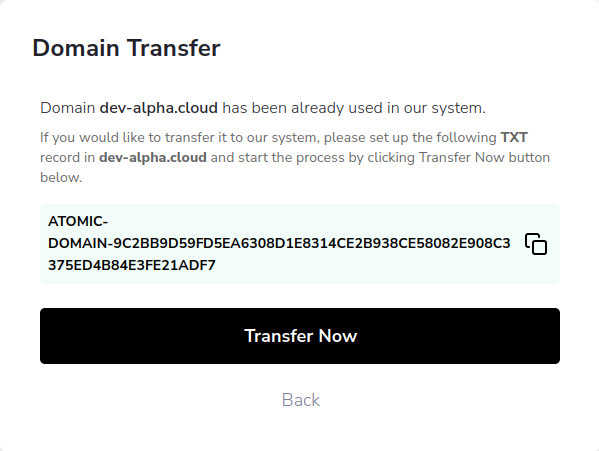 Domain Transfer
Domain dev-alpha.cloud has been already used in our system.
If you would like to transfer it to our system, please set up the following TXT
record in dev-alpha.cloud and start the process by clicking Transfer Now button
below.
ATOMIC-
DOMAIN-9C2BB9D59FD5EA6308D1E8314CE2B938CE58082E908C3
375ED4B84E3FE21ADF7
Transfer Now
Back